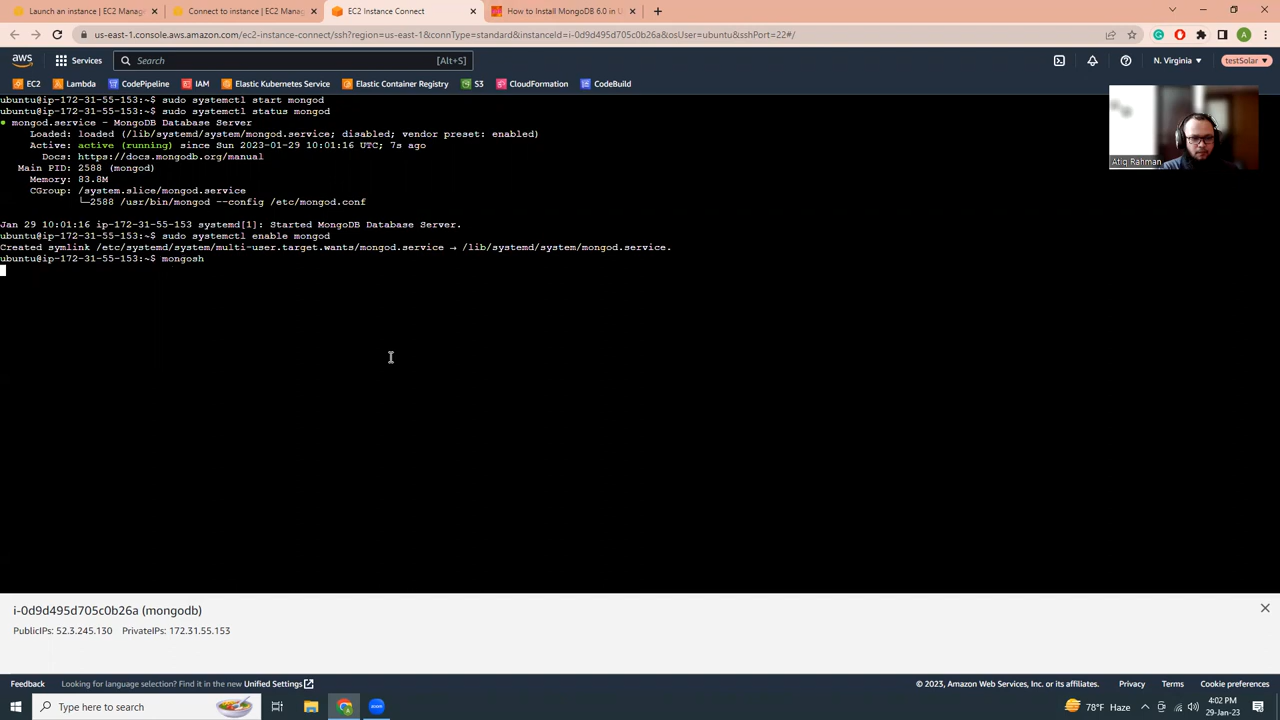 Launch an instance | EC2 Manage
Connect to instance | EC2 Manag
EC2 Instance Connect
How to Install MongoDB 6.0 in U
us-east-1.console.aws.amazon.com/ec2-instance-connect/ssh?region=us-east-1&connType=standard&instanceId=i-0d9d495d705c0b26a&osUser=ubuntu&sshPort=22#/
A
aws
Services
Search
[Alt+S]
N. Virginia
testSolar
EC2
Lambda
CodePipeline
IAM
Elastic Kubernetes Service
Elastic Container Registry
S3
CloudFormation
CodeBuild
ubuntu@ip-172-31-55-153:~$ sudo systemctl start mongod
ubuntu@ip-172-31-55-153:~$ sudo systemctl status mongod
● mongod.service - MongoDB Database Server
Loaded: loaded (/lib/systemd/system/mongod.service; disabled; vendor preset: enabled)
Active: active (running) since Sun 2023-01-29 10:01:16 UTC; 7s ago
Docs: https://docs.mongodb.org/manual
Main PID: 2588 (mongod)
Memory: 83.8M
CGroup: /system.slice/mongod.service
└─2588 /usr/bin/mongod --config /etc/mongod.conf
Jan 29 10:01:16 ip-172-31-55-153 systemd[1]: Started MongoDB Database Server.
ubuntu@ip-172-31-55-153:~$ sudo systemctl enable mongod
Created symlink /etc/systemd/system/multi-user.target.wants/mongod.service → /lib/systemd/system/mongod.service.
ubuntu@ip-172-31-55-153:~$ mongosh
Atiq Rahman
i-0d9d495d705c0b26a (mongodb)
PublicIPs: 52.3.245.130 PrivateIPs: 172.31.55.153
Feedback
Looking for language selection? Find it in the new Unified Settings
© 2023, Amazon Web Services, Inc. or its affiliates.
Privacy
Terms
Cookie preferences
Type here to search
zoom
78°F Haze
4:02 PM
29-Jan-23